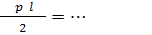 p l
2
= ⋯